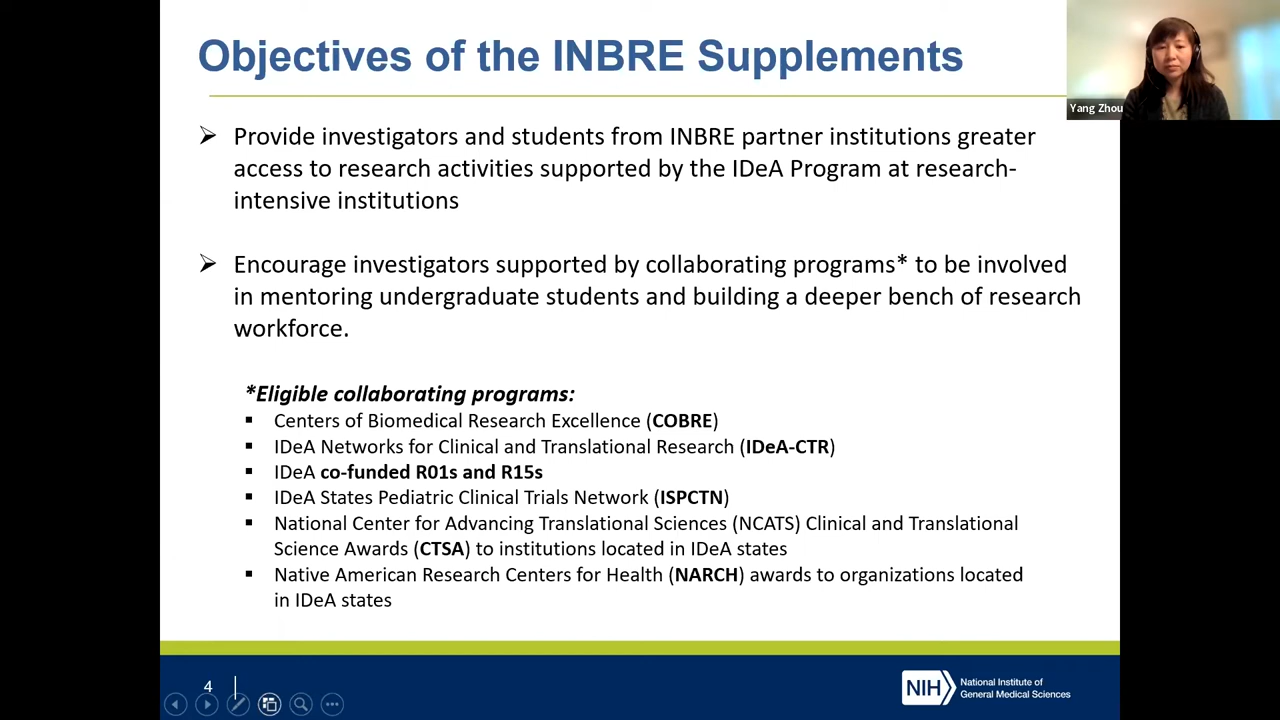 Objectives of the INBRE Supplements
Yang Zhou
➢ Provide investigators and students from INBRE partner institutions greater
access to research activities supported by the IDeA Program at research-
intensive institutions
➢ Encourage investigators supported by collaborating programs* to be involved
in mentoring undergraduate students and building a deeper bench of research
workforce.
*Eligible collaborating programs:
▪ Centers of Biomedical Research Excellence (COBRE)
▪ IDeA Networks for Clinical and Translational Research (IDeA-CTR)
▪ IDeA co-funded R01s and R15s
▪ IDeA States Pediatric Clinical Trials Network (ISPCTN)
▪ National Center for Advancing Translational Sciences (NCATS) Clinical and Translational
Science Awards (CTSA) to institutions located in IDeA states
▪ Native American Research Centers for Health (NARCH) awards to organizations located
in IDeA states
4
NIH National Institute of
General Medical Sciences